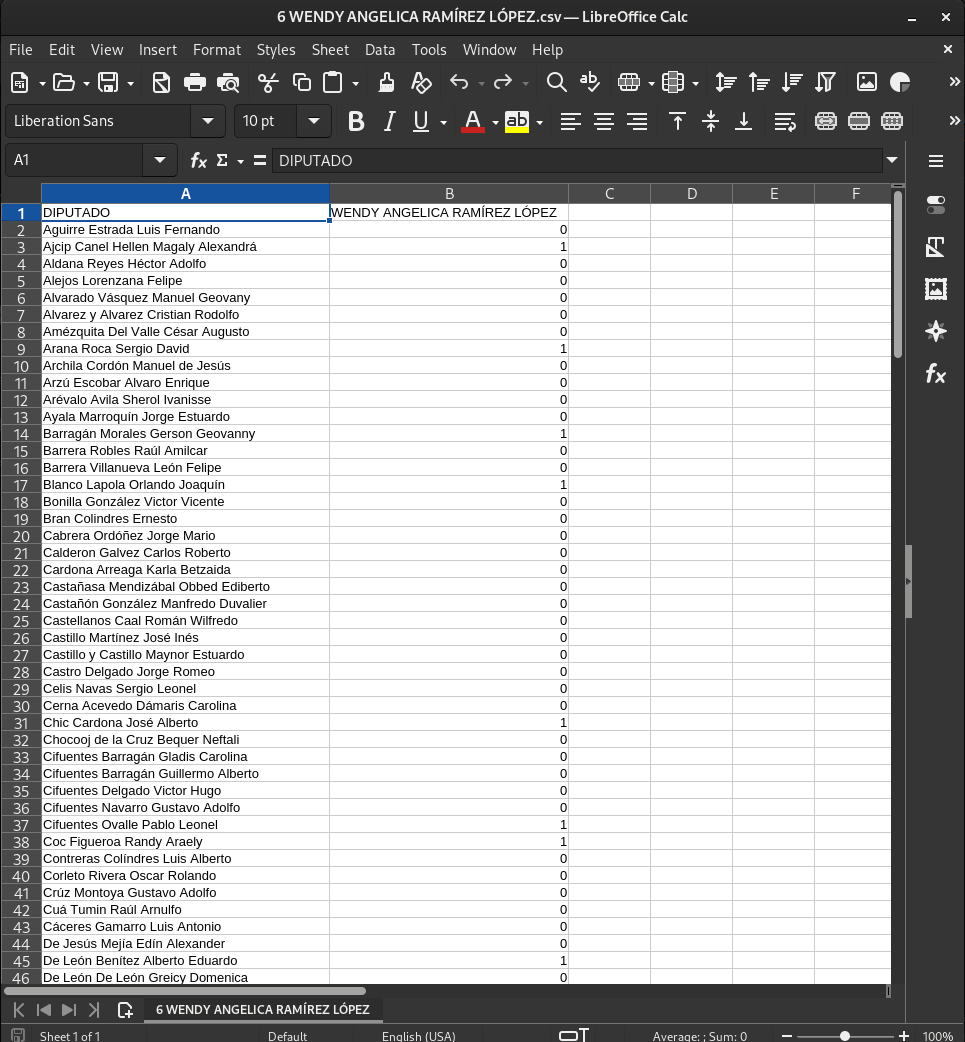 6 WENDY ANGELICA RAMÍREZ LÓPEZ.csv — LibreOffice Calc
File Edit View Insert Format Styles Sheet Data Tools Window Help
Liberation Sans 10 pt B I U A ab
A1 fx Σ = DIPUTADO
A B C D E F
1 DIPUTADO WENDY ANGELICA RAMÍREZ LÓPEZ
2 Aguirre Estrada Luis Fernando 0
3 Ajcip Canel Hellen Magaly Alexandrá 1
4 Aldana Reyes Héctor Adolfo 0
5 Alejos Lorenzana Felipe 0
6 Alvarado Vásquez Manuel Geovany 0
7 Alvarez y Alvarez Cristian Rodolfo 0
8 Amézquita Del Valle César Augusto 0
9 Arana Roca Sergio David 1
10 Archila Cordón Manuel de Jesús 0
11 Arzú Escobar Alvaro Enrique 0
12 Arévalo Avila Sherol Ivanisse 0
13 Ayala Marroquín Jorge Estuardo 0
14 Barragán Morales Gerson Geovanny 1
15 Barrera Robles Raúl Amilcar 0
16 Barrera Villanueva León Felipe 0
17 Blanco Lapola Orlando Joaquín 1
18 Bonilla González Victor Vicente 0
19 Bran Colindres Ernesto 0
20 Cabrera Ordóñez Jorge Mario 0
21 Calderon Galvez Carlos Roberto 0
22 Cardona Arreaga Karla Betzaida 0
23 Castañasa Mendizábal Obbed Ediberto 0
24 Castañón González Manfredo Duvalier 0
25 Castellanos Caal Román Wilfredo 0
26 Castillo Martínez José Inés 0
27 Castillo y Castillo Maynor Estuardo 0
28 Castro Delgado Jorge Romeo 0
29 Celis Navas Sergio Leonel 0
30 Cerna Acevedo Dámaris Carolina 0
31 Chic Cardona José Alberto 1
32 Chocooj de la Cruz Bequer Neftali 0
33 Cifuentes Barragán Gladis Carolina 0
34 Cifuentes Barragán Guillermo Alberto 0
35 Cifuentes Delgado Victor Hugo 0
36 Cifuentes Navarro Gustavo Adolfo 0
37 Cifuentes Ovalle Pablo Leonel 1
38 Coc Figueroa Randy Araely 1
39 Contreras Colíndres Luis Alberto 0
40 Corleto Rivera Oscar Rolando 0
41 Crúz Montoya Gustavo Adolfo 0
42 Cuá Tumin Raúl Arnulfo 0
43 Cáceres Gamarro Luis Antonio 0
44 De Jesús Mejía Edín Alexander 0
45 De León Benítez Alberto Eduardo 1
46 De León De León Greicy Domenica 0
6 WENDY ANGELICA RAMÍREZ LÓPEZ
Sheet 1 of 1 Default English (USA) Average: ; Sum: 0 100%